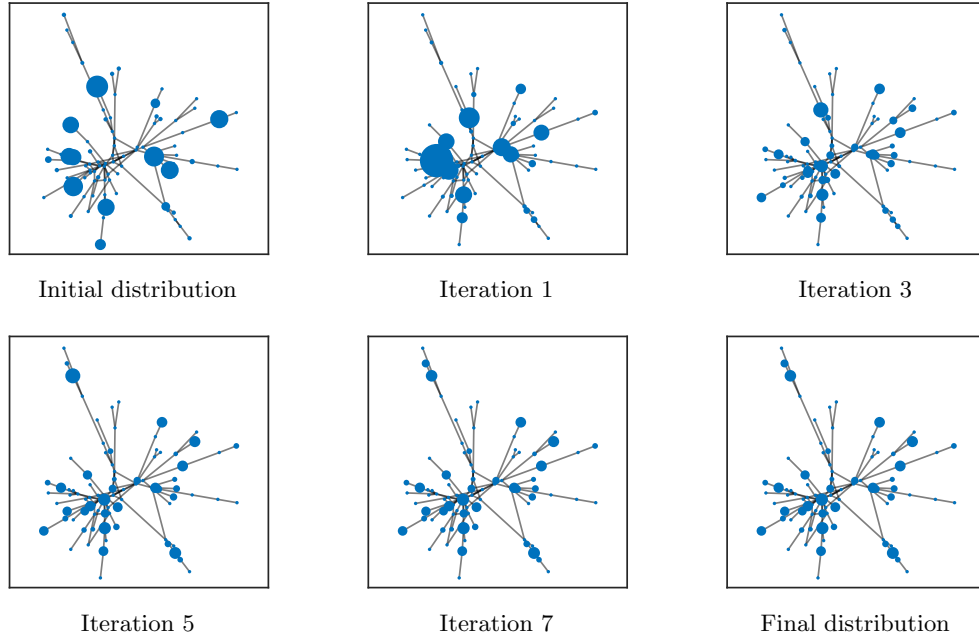 Initial distribution
Iteration 1
Iteration 3
Iteration 5
Iteration 7
Final distribution